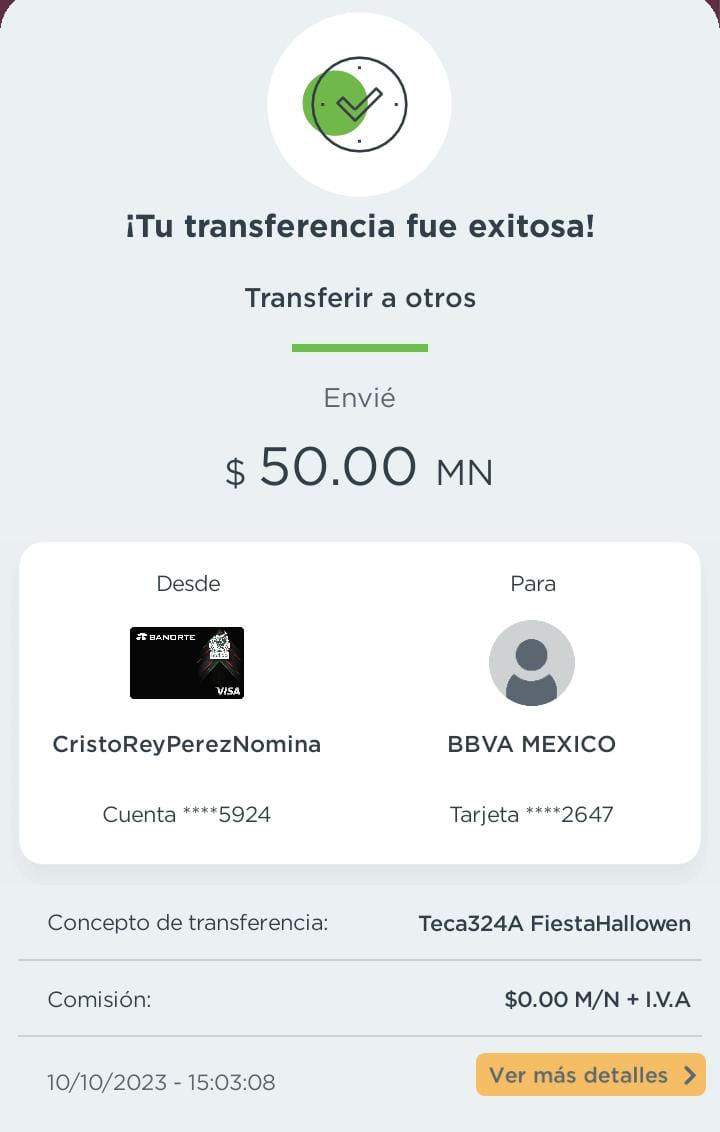 ¡Tu transferencia fue exitosa!
Transferir a otros
Envié
$ 50.00 MN
Desde
Para
BANORTE
VISA
CristoReyPerezNomina
BBVA MEXICO
Cuenta ****5924
Tarjeta ****2647
Concepto de transferencia: Teca324A FiestaHallowen
Comisión: $0.00 M/N + I.V.A
10/10/2023 - 15:03:08
Ver más detalles